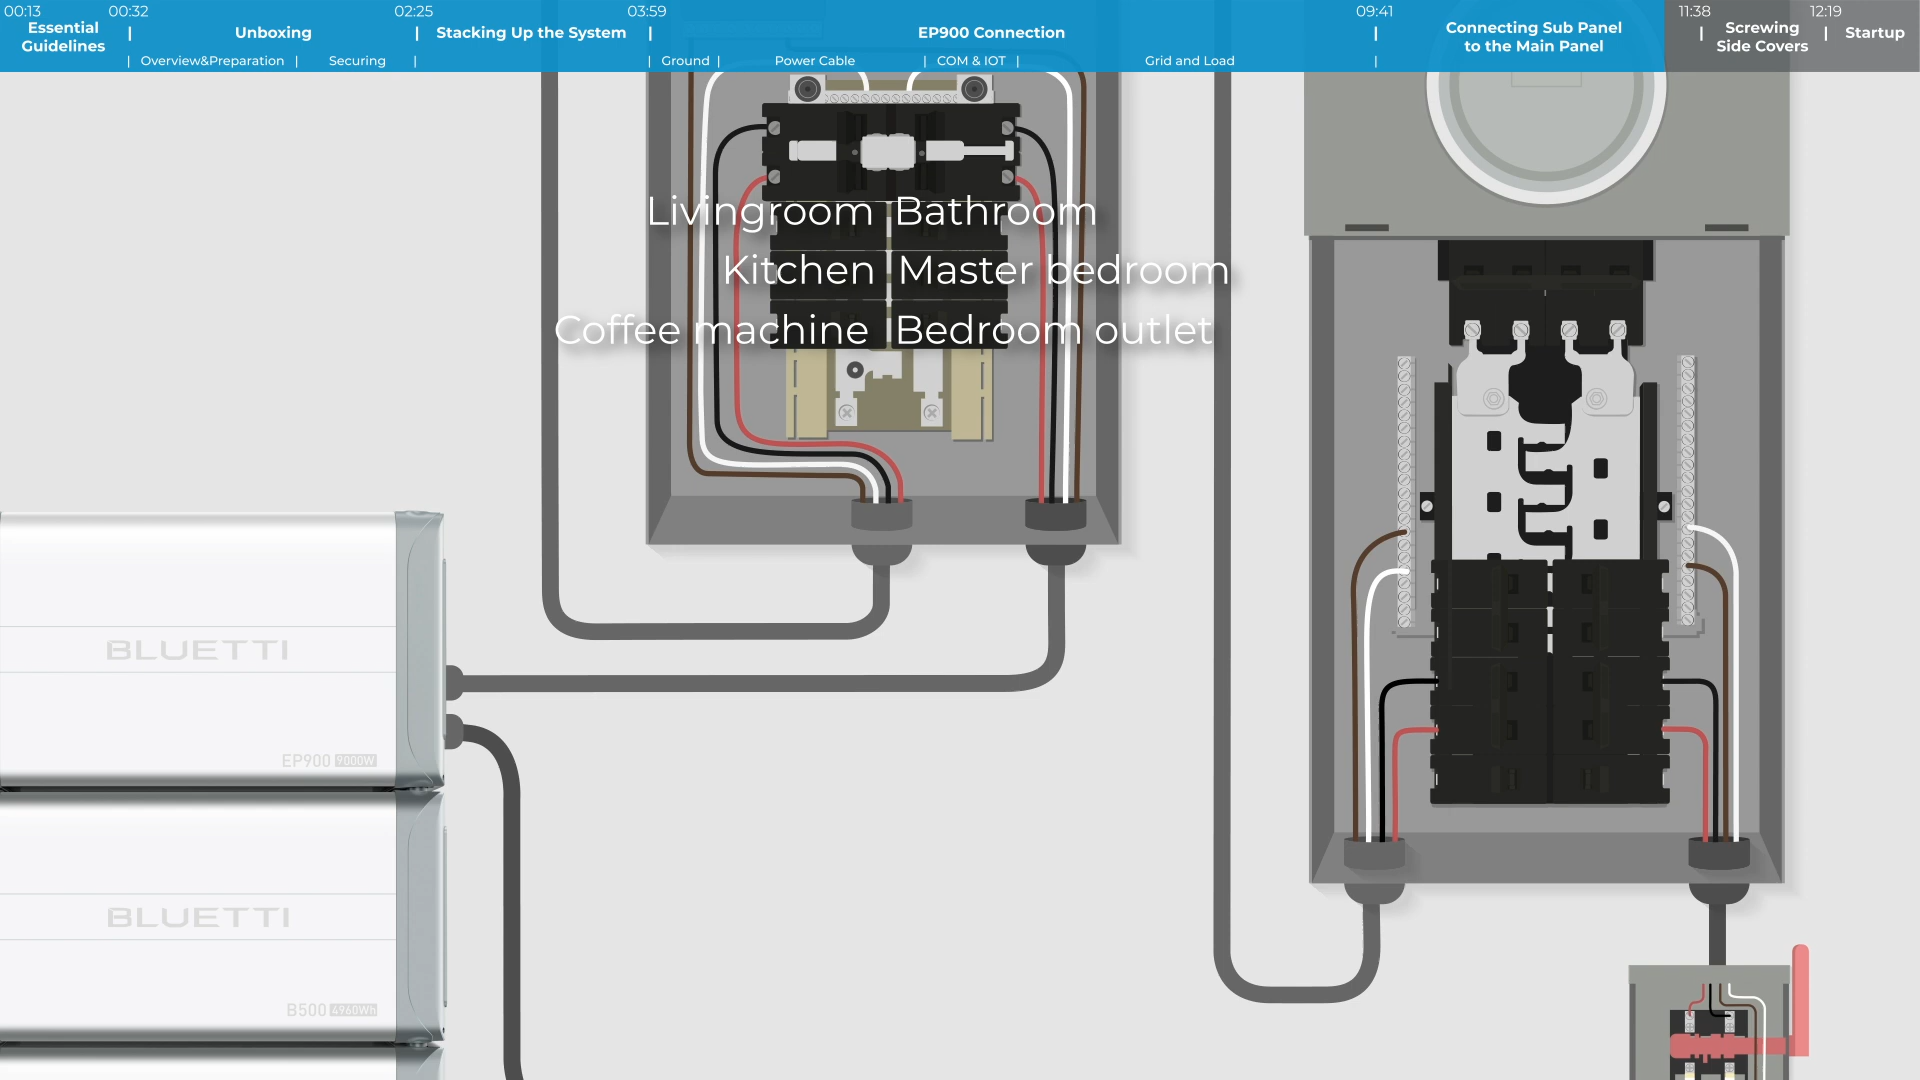 00:13
00:32
02:25
03:59
09:41
11:38
12:19
Essential
Guidelines
Unboxing
Stacking Up the System
EP900 Connection
Connecting Sub Panel
to the Main Panel
Screwing
Side Covers
Startup
Overview&Preparation
Securing
Ground
Power Cable
COM & IOT
Grid and Load
Livingroom Bathroom
Kitchen Master bedroom
Coffee machine Bedroom outlet
BLUETTI
EP900 9000W
BLUETTI
B500 4960Wh